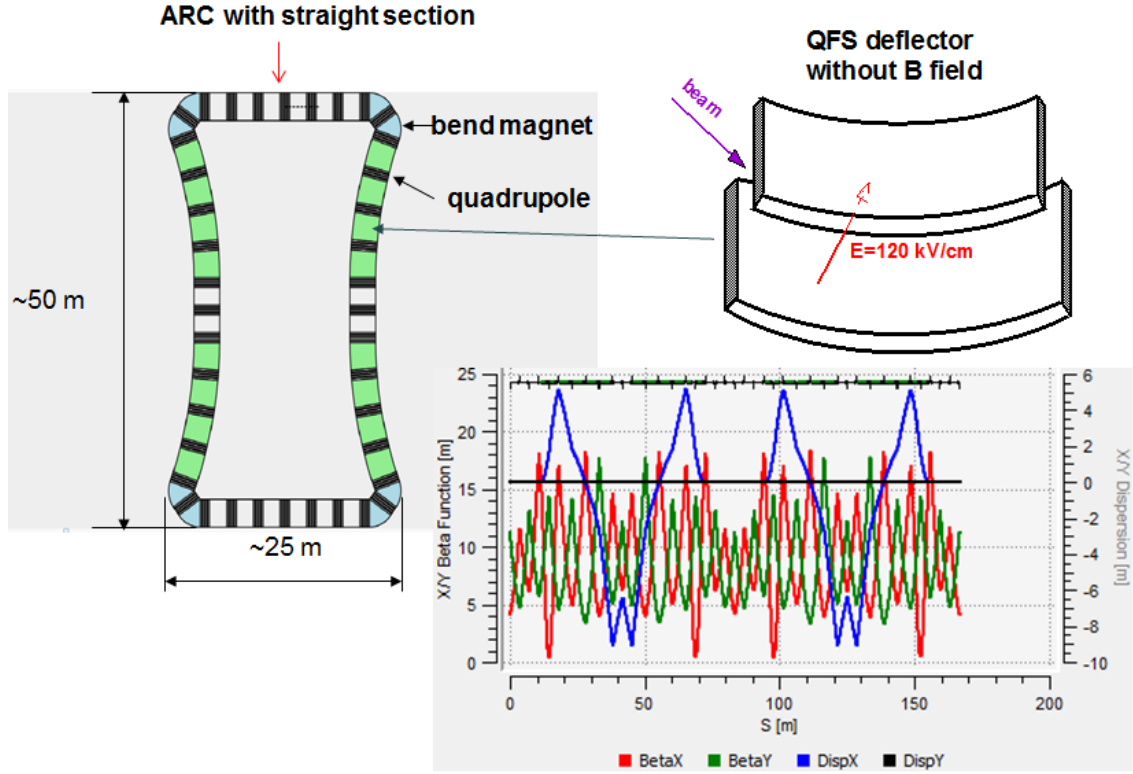 ARC with straight section
QFS deflector
without B field
beam
bend magnet
quadrupole
E=120 kV/cm
~50 m
~25 m
X/Y Beta Function [m]
25
20
15
10
5
0
6
4
2
0
-2
-4
-6
-8
-10
X/Y Dispersion [m]
0
50
100
150
200
S [m]
BetaX
BetaY
DispX
DispY